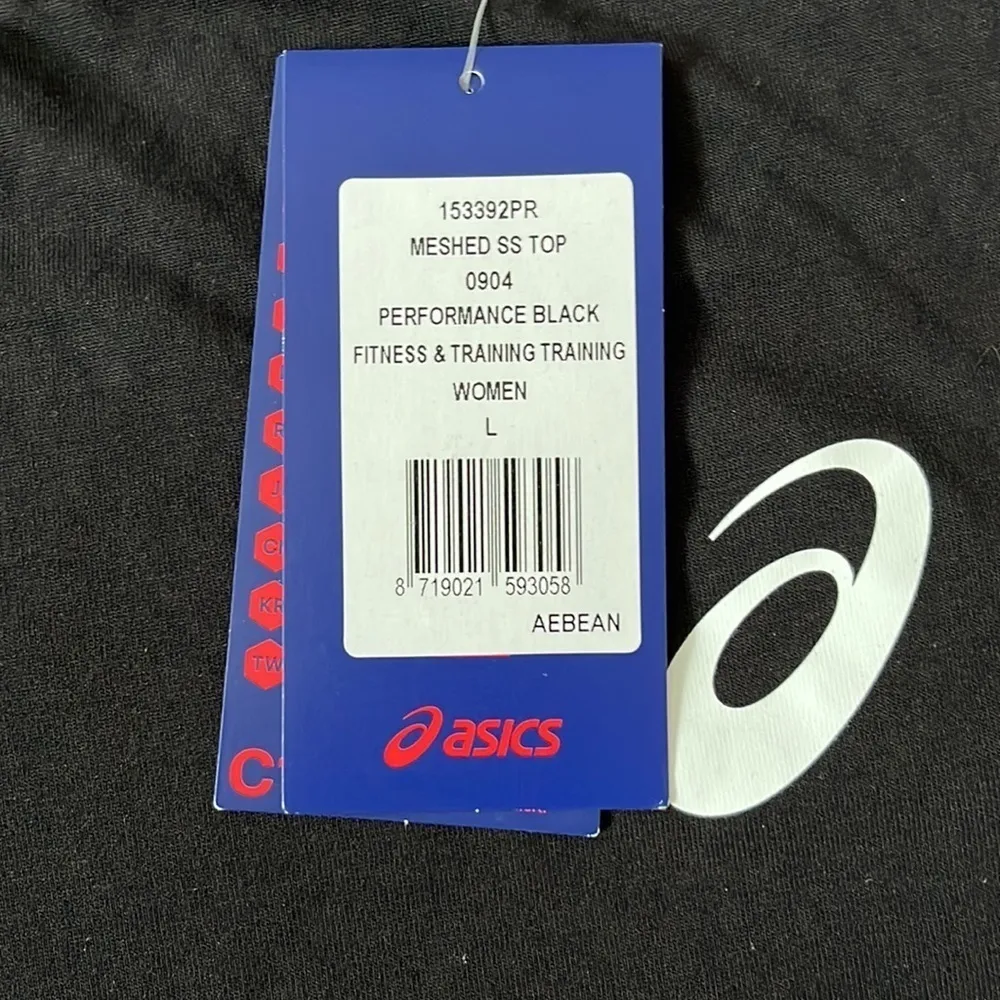 153392PR
MESHED SS TOP
0904
PERFORMANCE BLACK
FITNESS & TRAINING TRAINING
WOMEN
L
8 719021 593058
AEBEAN
asics